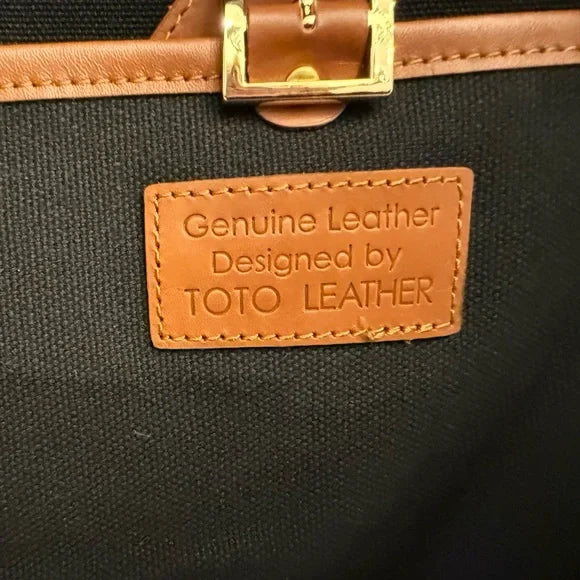 Genuine Leather
Designed by
TOTO LEATHER